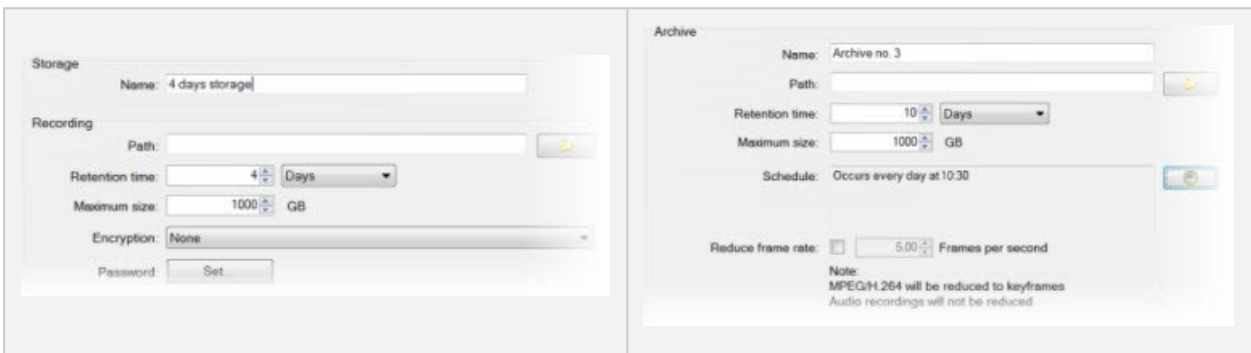 Storage
Name: 4 days storage
Recording
Path:
Retention time: 4 Days
Maximum size: 1000 GB
Encryption: None
Password: Set...
Archive
Name: Archive no. 3
Path:
Retention time: 10 Days
Maximum size: 1000 GB
Schedule: Occurs every day at 10:30
Reduce frame rate: 5.00 Frames per second
Note:
MPEG/H.264 will be reduced to keyframes
Audio recordings will not be reduced